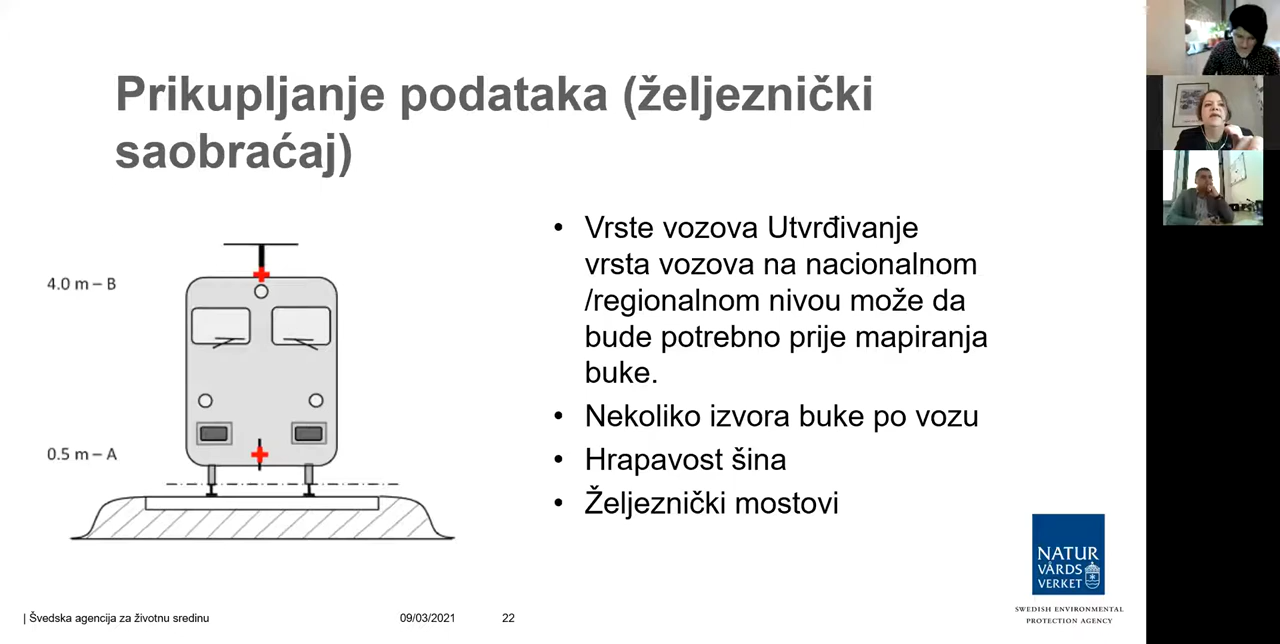 Prikupljanje podataka (željeznički
saobraćaj)
4.0 m – B
0.5 m – A
• Vrste vozova Utvrđivanje
vrsta vozova na nacionalnom
/regionalnom nivou može da
bude potrebno prije mapiranja
buke.
• Nekoliko izvora buke po vozu
• Hrapavost šina
• Željeznički mostovi
NATUR
VÅRDS
VERKET
SWEDISH ENVIRONMENTAL
PROTECTION AGENCY
| Švedska agencija za životnu sredinu 09/03/2021 22